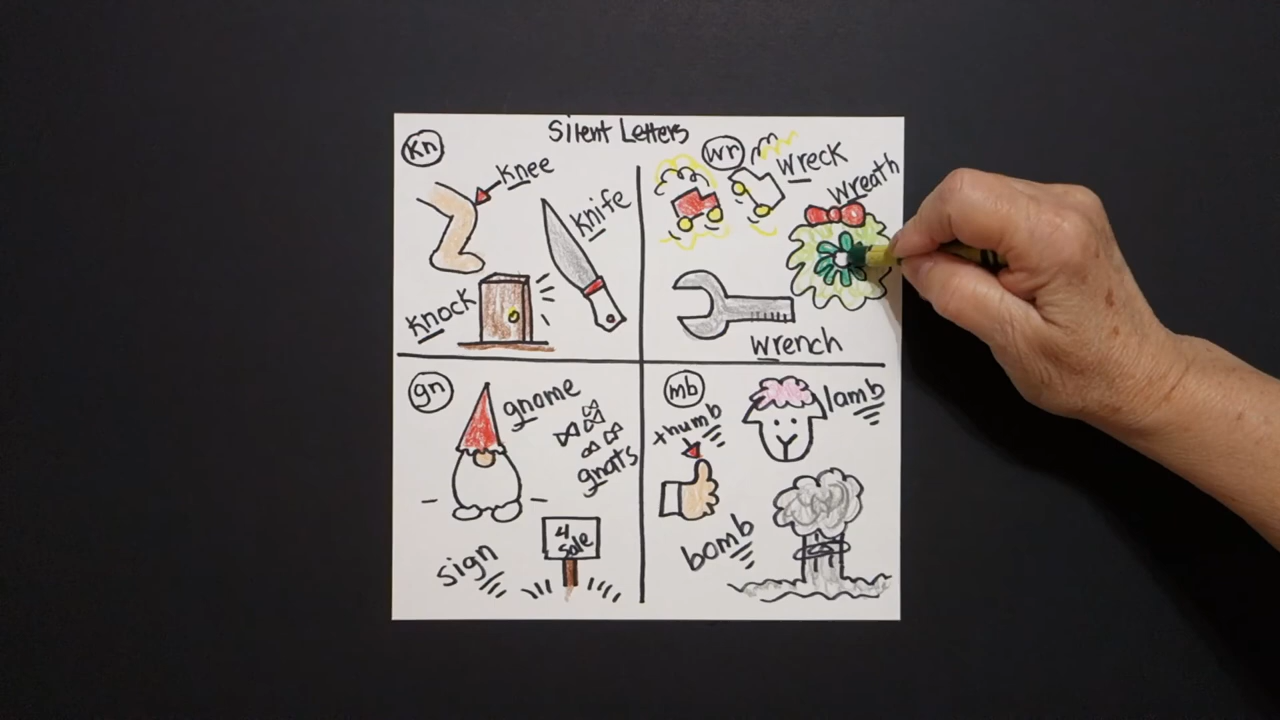 Silent Letters
kn
knee
knife
knock
wr
wreck
wreath
wrench
gn
gnome
gnats
sign
4
Sale
mb
thumb
lamb
bomb